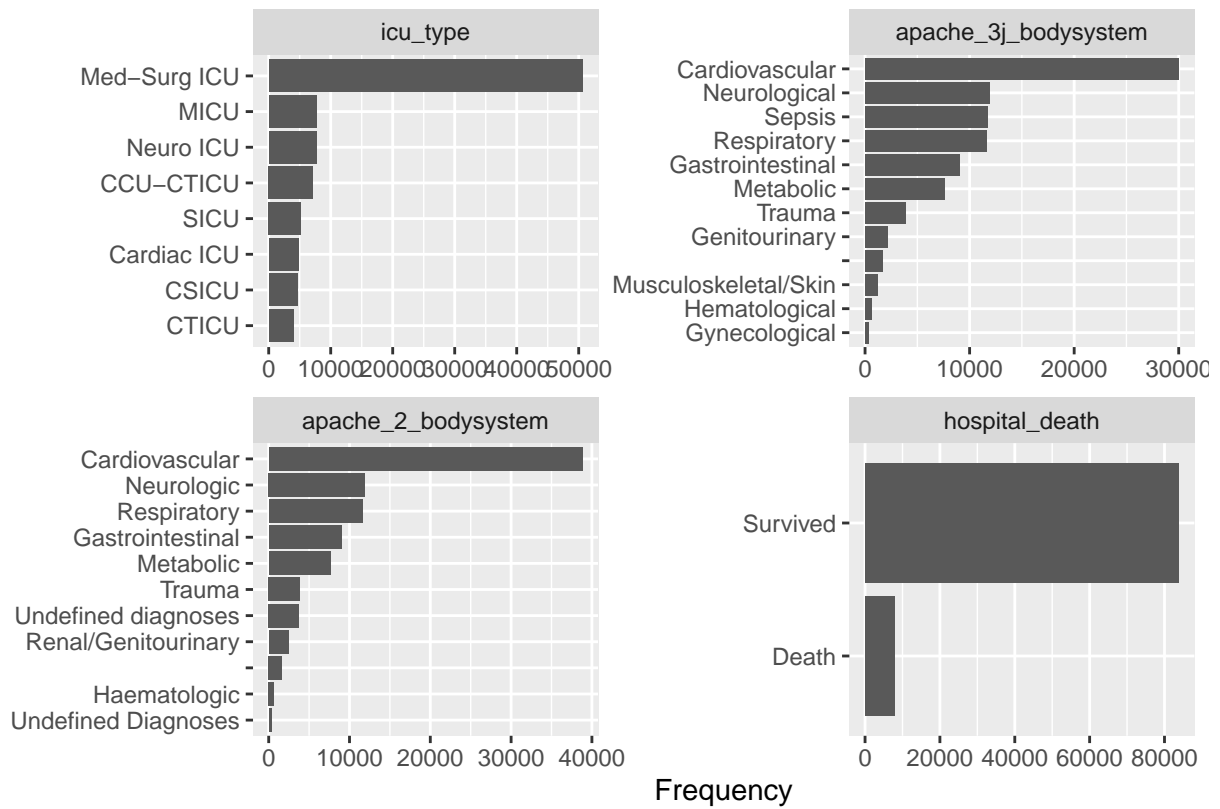 icu_type
Med−Surg ICU
MICU
Neuro ICU
CCU−CTICU
SICU
Cardiac ICU
CSICU
CTICU
0 10000 20000 30000 40000 50000
apache_3j_bodysystem
Cardiovascular
Neurological
Sepsis
Respiratory
Gastrointestinal
Metabolic
Trauma
Genitourinary
Musculoskeletal/Skin
Hematological
Gynecological
0 10000 20000 30000
apache_2_bodysystem
Cardiovascular
Neurologic
Respiratory
Gastrointestinal
Metabolic
Trauma
Undefined diagnoses
Renal/Genitourinary
Haematologic
Undefined Diagnoses
0 10000 20000 30000 40000
hospital_death
Survived
Death
0 20000 40000 60000 80000
Frequency